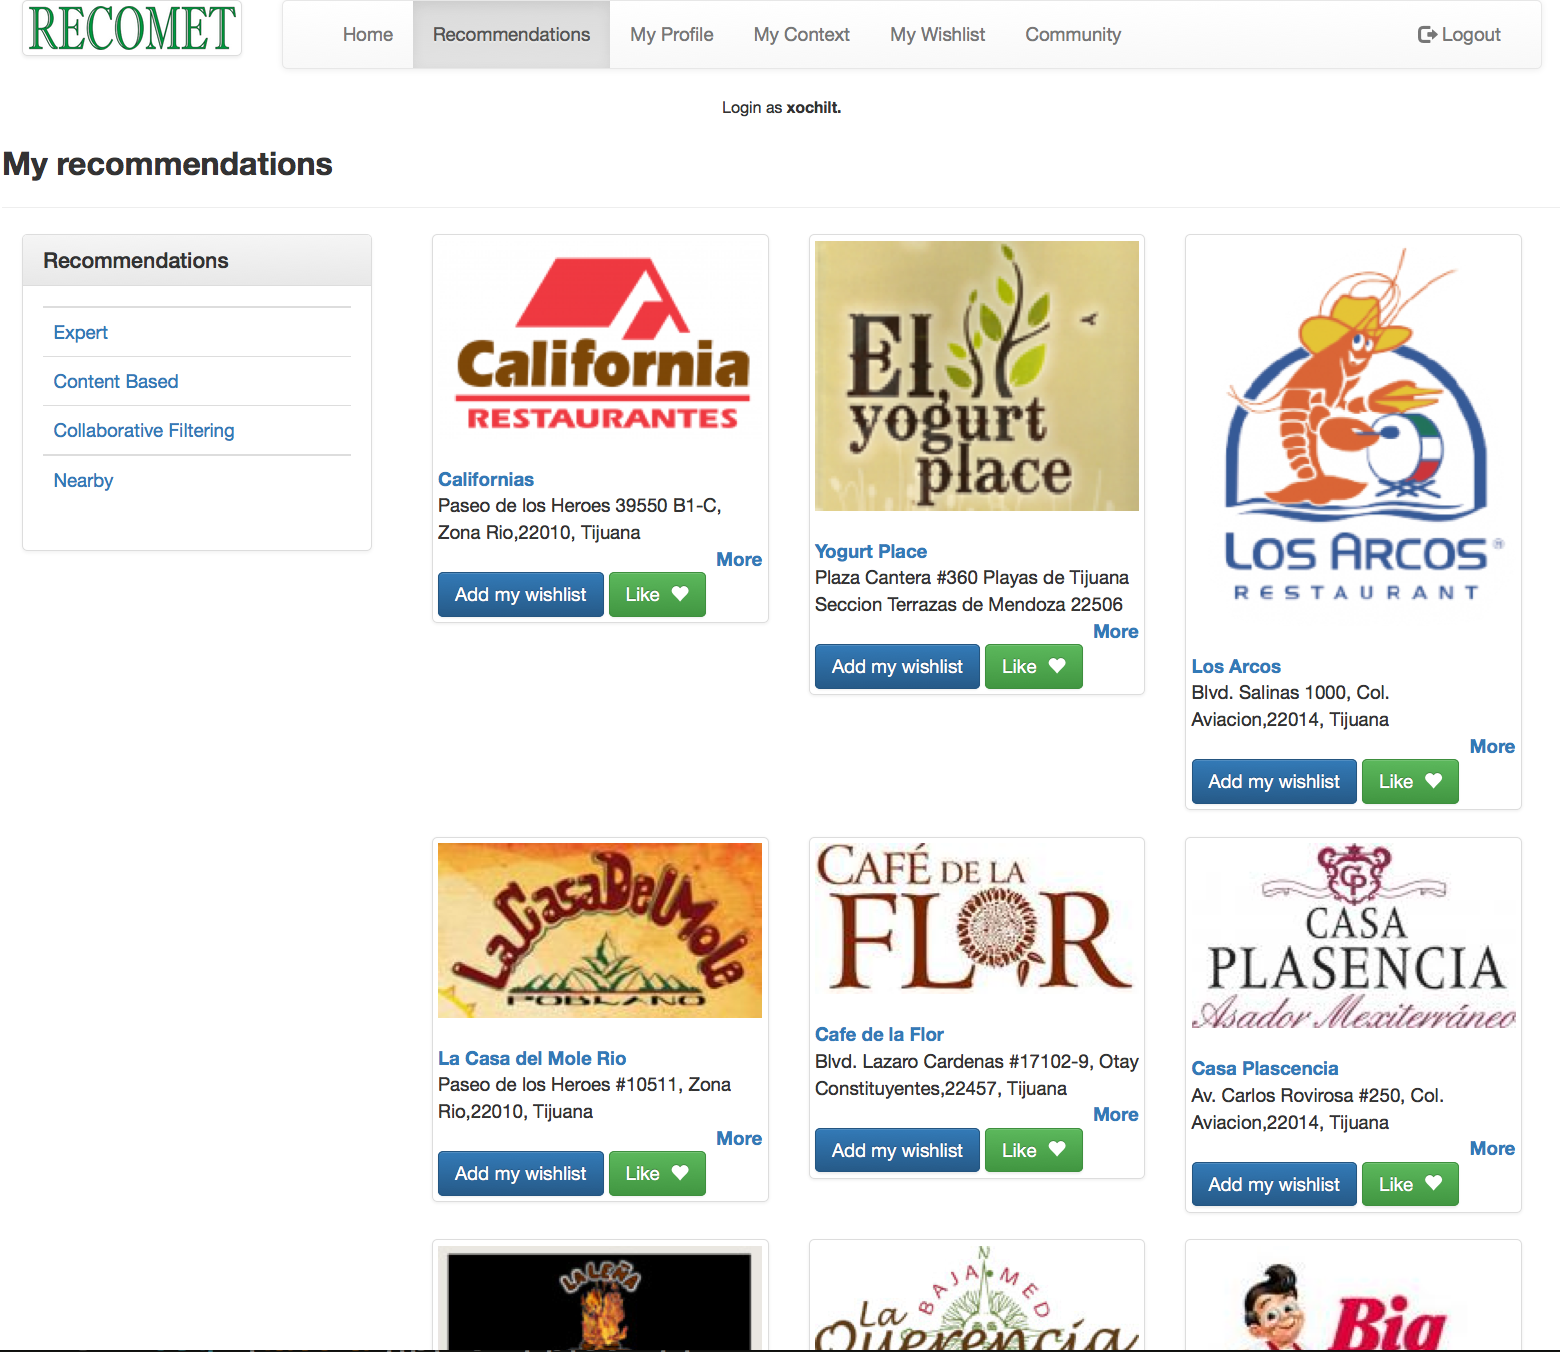 RECOMET
Home
Recommendations
My Profile
My Context
My Wishlist
Community
Logout
Login as xochilt.
My recommendations
Recommendations
Expert
Content Based
Collaborative Filtering
Nearby
California
RESTAURANTES
Californias
Paseo de los Heroes 39550 B1-C,
Zona Rio,22010, Tijuana
More
Add my wishlist
Like
El
yogurt
place
Yogurt Place
Plaza Cantera #360 Playas de Tijuana
Seccion Terrazas de Mendoza 22506
More
Add my wishlist
Like
LOS ARCOS ®
RESTAURANT
Los Arcos
Blvd. Salinas 1000, Col.
Aviacion,22014, Tijuana
More
Add my wishlist
Like
La Casa Del Mole
POBLANO
La Casa del Mole Rio
Paseo de los Heroes #10511, Zona
Rio,22010, Tijuana
More
Add my wishlist
Like
CAFÉ DE LA
FLOR
Cafe de la Flor
Blvd. Lazaro Cardenas #17102-9, Otay
Constituyentes,22457, Tijuana
More
Add my wishlist
Like
CP
CASA
PLASENCIA
Asador Mexiterráneo
Casa Plascencia
Av. Carlos Rovirosa #250, Col.
Aviacion,22014, Tijuana
More
Add my wishlist
Like
LA LEÑA
N
BAJA MED
La
Querencia
Big